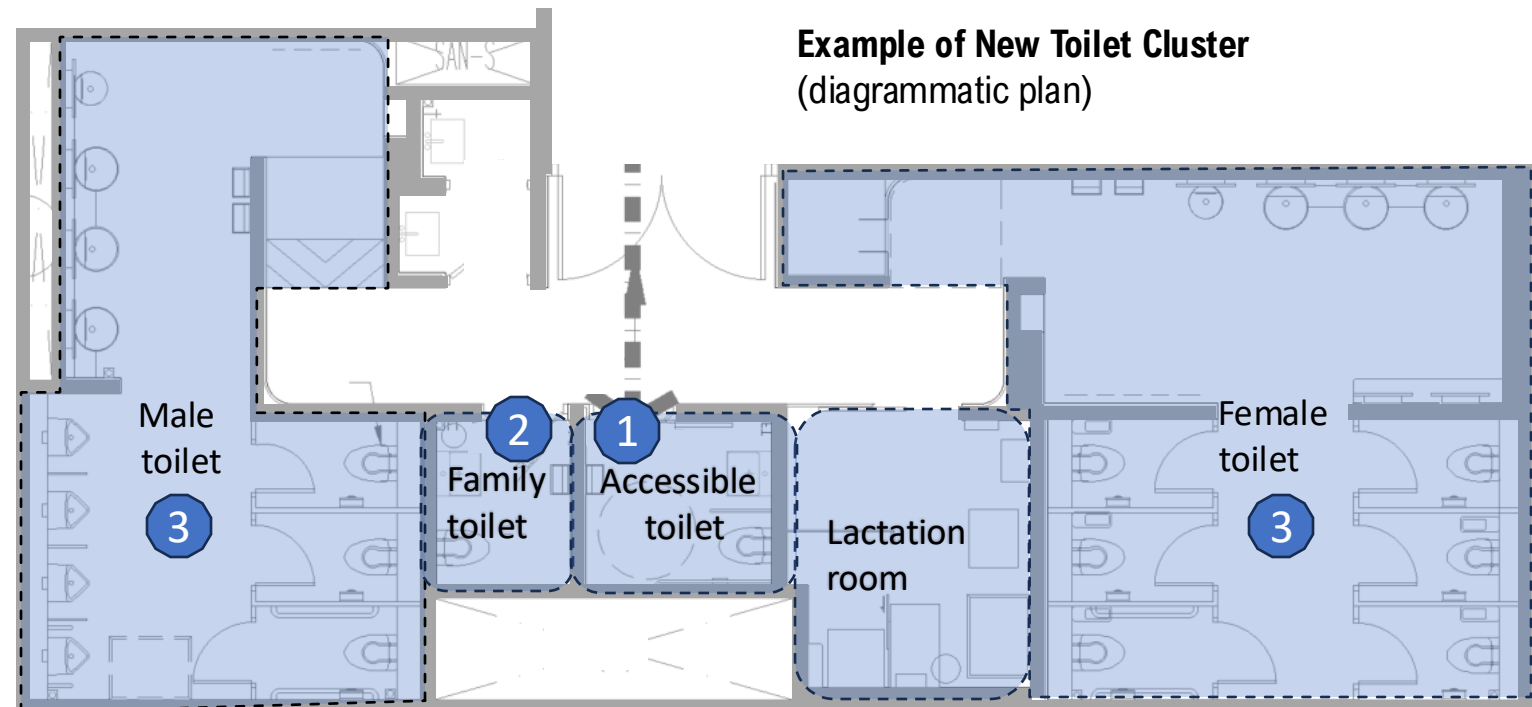 Example of New Toilet Cluster
(diagrammatic plan)
SAN-S
Male
toilet
3
2
Family
toilet
1
Accessible
toilet
Lactation
room
Female
toilet
3